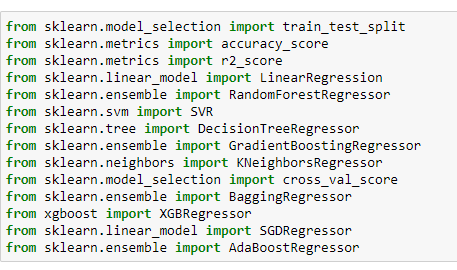 from sklearn.model_selection import train_test_split
from sklearn.metrics import accuracy_score
from sklearn.metrics import r2_score
from sklearn.linear_model import LinearRegression
from sklearn.ensemble import RandomForestRegressor
from sklearn.svm import SVR
from sklearn.tree import DecisionTreeRegressor
from sklearn.ensemble import GradientBoostingRegressor
from sklearn.neighbors import KNeighborsRegressor
from sklearn.model_selection import cross_val_score
from sklearn.ensemble import BaggingRegressor
from xgboost import XGBRegressor
from sklearn.linear_model import SGDRegressor
from sklearn.ensemble import AdaBoostRegressor